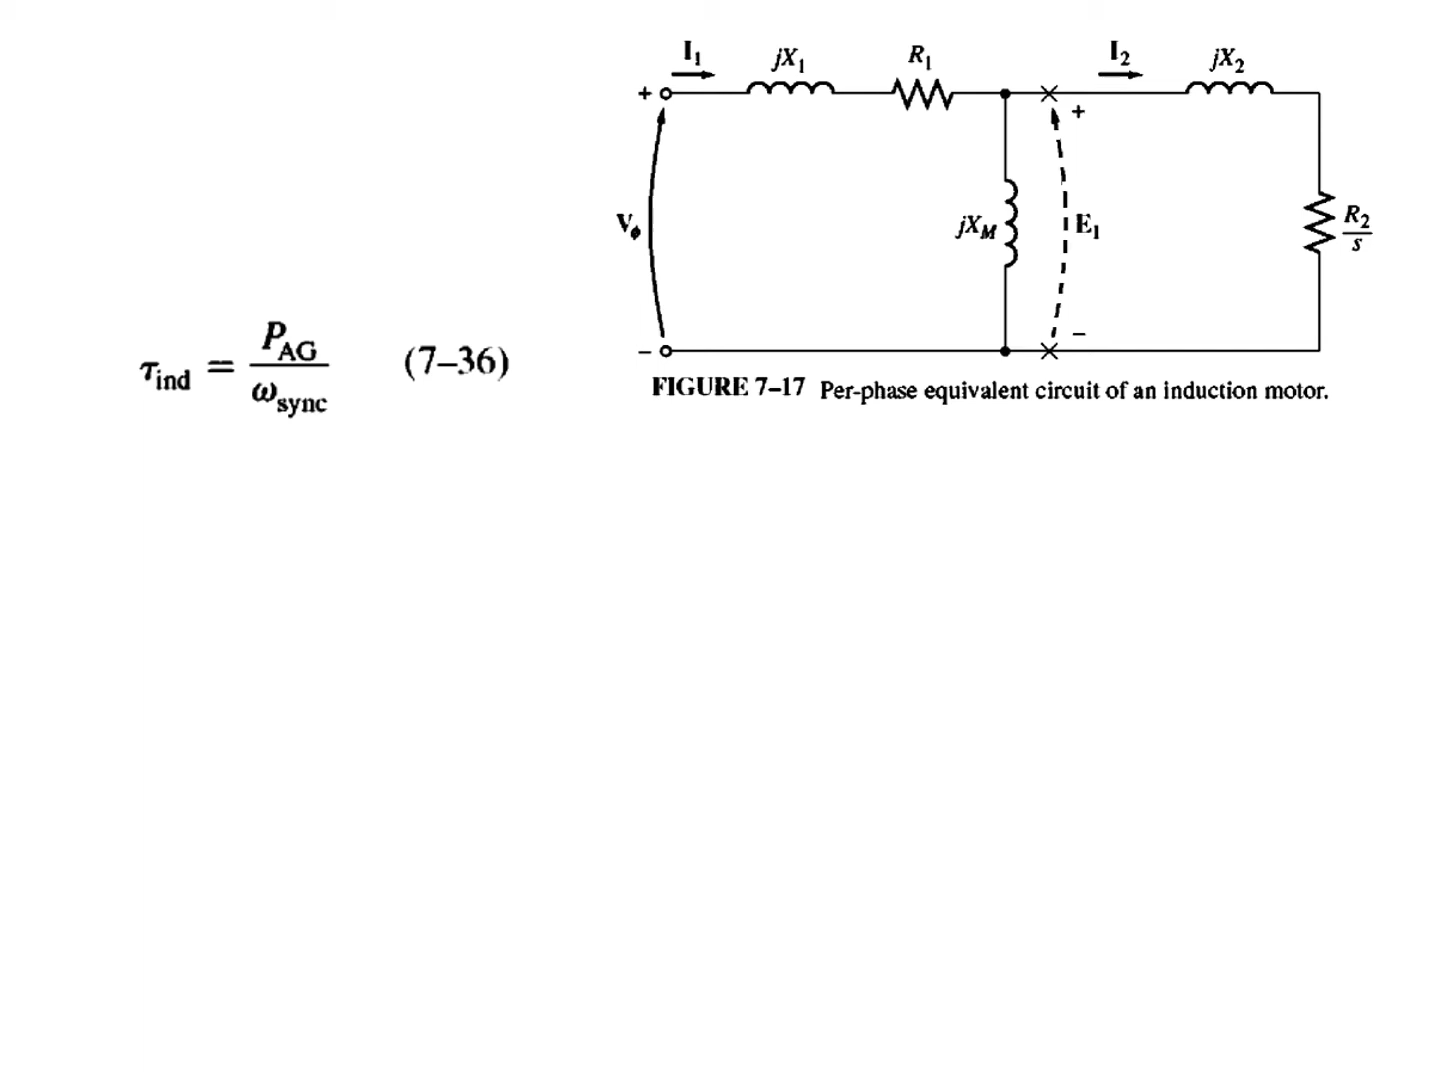 I₁ jX₁ R₁ I₂ jX₂
+ +
V𝜙 jX_M E₁ R₂/s
− −
τ_ind = P_AG / ω_sync (7–36)
FIGURE 7–17 Per-phase equivalent circuit of an induction motor.